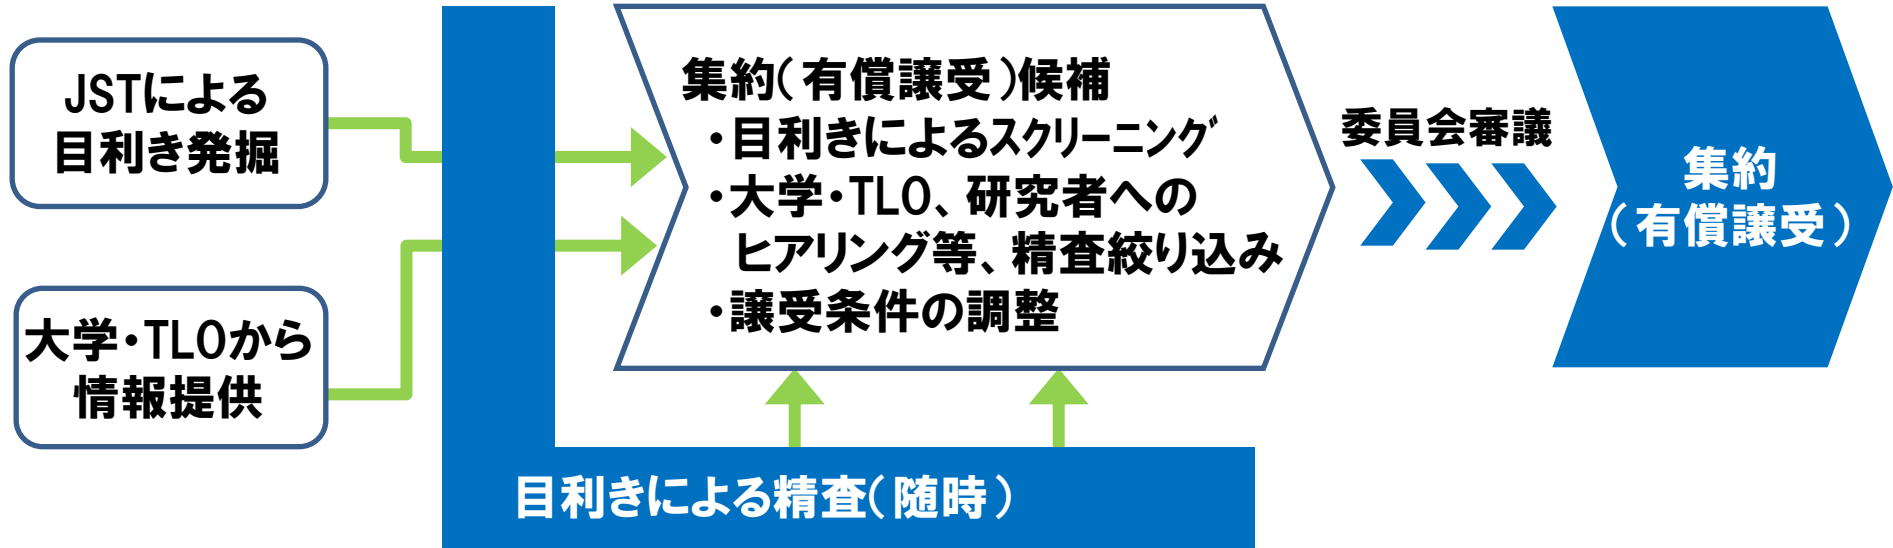 JSTによる
目利き発掘
大学・TLOから
情報提供
集約(有償譲受)候補
・目利きによるスクリーニング
・大学・TLO、研究者への
ヒアリング等、精査絞り込み
・譲受条件の調整
目利きによる精査(随時)
委員会審議
集約
(有償譲受)